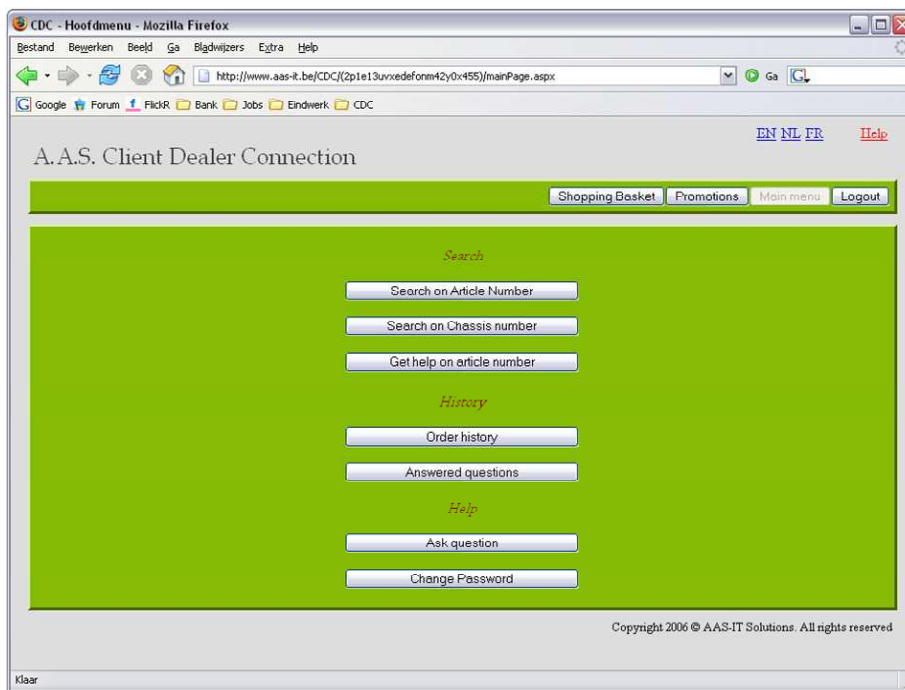 CDC - Hoofdmenu - Mozilla Firefox
Bestand Bewerken Beeld Ga Bladwijzers Extra Help
http://www.aas-it.be/CDC/(2p1e13uvxedefonm42y0x455)/mainPage.aspx Ga G
G Google Forum f FlickR Bank Jobs Eindwerk CDC
EN NL FR Help
A.A.S. Client Dealer Connection
Shopping Basket Promotions Main menu Logout
Search
Search on Article Number
Search on Chassis number
Get help on article number
History
Order history
Answered questions
Help
Ask question
Change Password
Copyright 2006 © AAS-IT Solutions. All rights reserved
Klaar